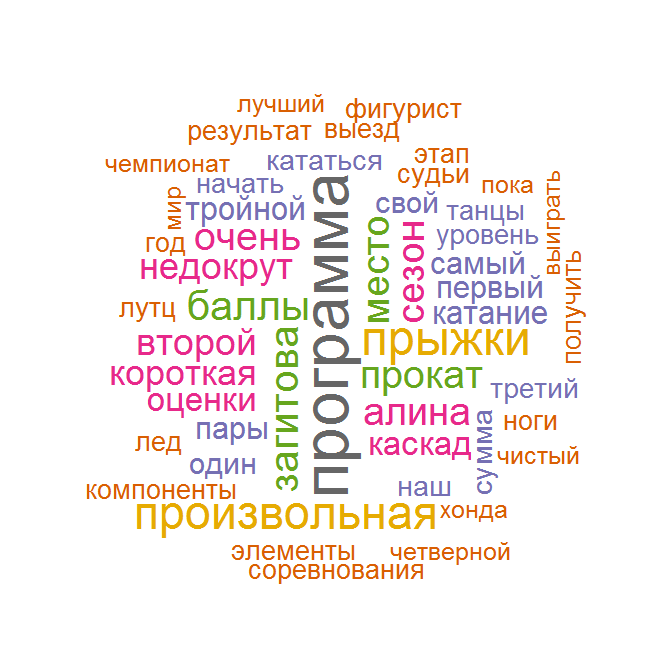 лучший
фигурист
результат
выезд
чемпионат
кататься
этап
судьи
начать
пока
мир
тройной
свой
танцы
выиграть
год
очень
программа
место
сезон
уровень
недокрут
самый
первый
получить
лутц
баллы
катание
второй
загитова
прыжки
короткая
прокат
третий
оценки
алина
сумма
ноги
лед
пары
каскад
чистый
один
компоненты
наш
произвольная
хонда
элементы
четверной
соревнования